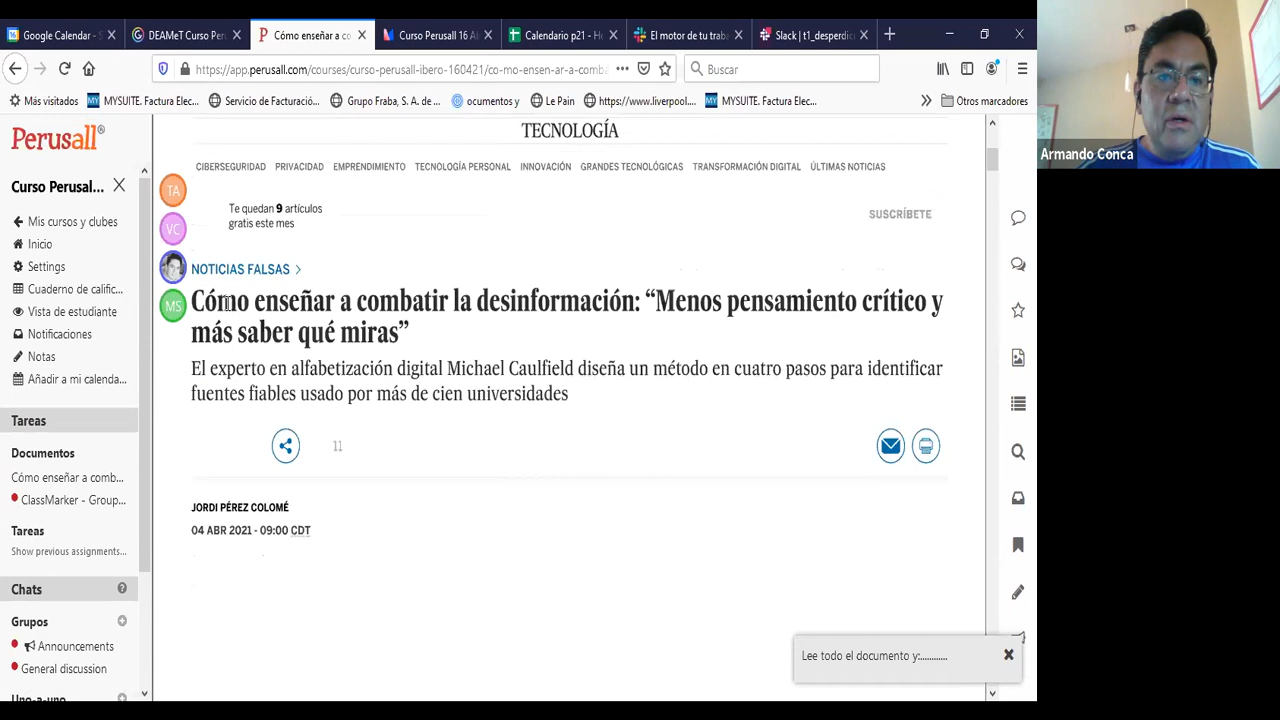 Google Calendar - S
DEAMeT Curso Peru
Cómo enseñar a co
Curso Perusall 16 Ab
Calendario p21 - Ho
El motor de tu traba
Slack | t1_desperdic
https://app.perusall.com/courses/curso-perusall-ibero-160421/co-mo-ensen-ar-a-comba
Buscar
Más visitados
MYSUITE. Factura Elec...
Servicio de Facturació...
Grupo Fraba, S. A. de ...
ocumentos y
Le Pain
https://www.liverpool....
MYSUITE. Factura Elec...
Otros marcadores
Perusall®
Curso Perusal...
Mis cursos y clubes
Inicio
Settings
Cuaderno de calific...
Vista de estudiante
Notificaciones
Notas
Añadir a mi calenda...
Tareas
Documentos
Cómo enseñar a comb...
ClassMarker - Group...
Tareas
Show previous assignments...
Chats
Grupos
Announcements
General discussion
Uno-a-uno
TA
VC
MS
TECNOLOGÍA
CIBERSEGURIDAD PRIVACIDAD EMPRENDIMIENTO TECNOLOGÍA PERSONAL INNOVACIÓN GRANDES TECNOLÓGICAS TRANSFORMACIÓN DIGITAL ÚLTIMAS NOTICIAS
Te quedan 9 artículos
gratis este mes
SUSCRÍBETE
NOTICIAS FALSAS
Cómo enseñar a combatir la desinformación: “Menos pensamiento crítico y
más saber qué miras”
El experto en alfabetización digital Michael Caulfield diseña un método en cuatro pasos para identificar
fuentes fiables usado por más de cien universidades
11
JORDI PÉREZ COLOMÉ
04 ABR 2021 - 09:00 CDT
Lee todo el documento y:............
Armando Conca